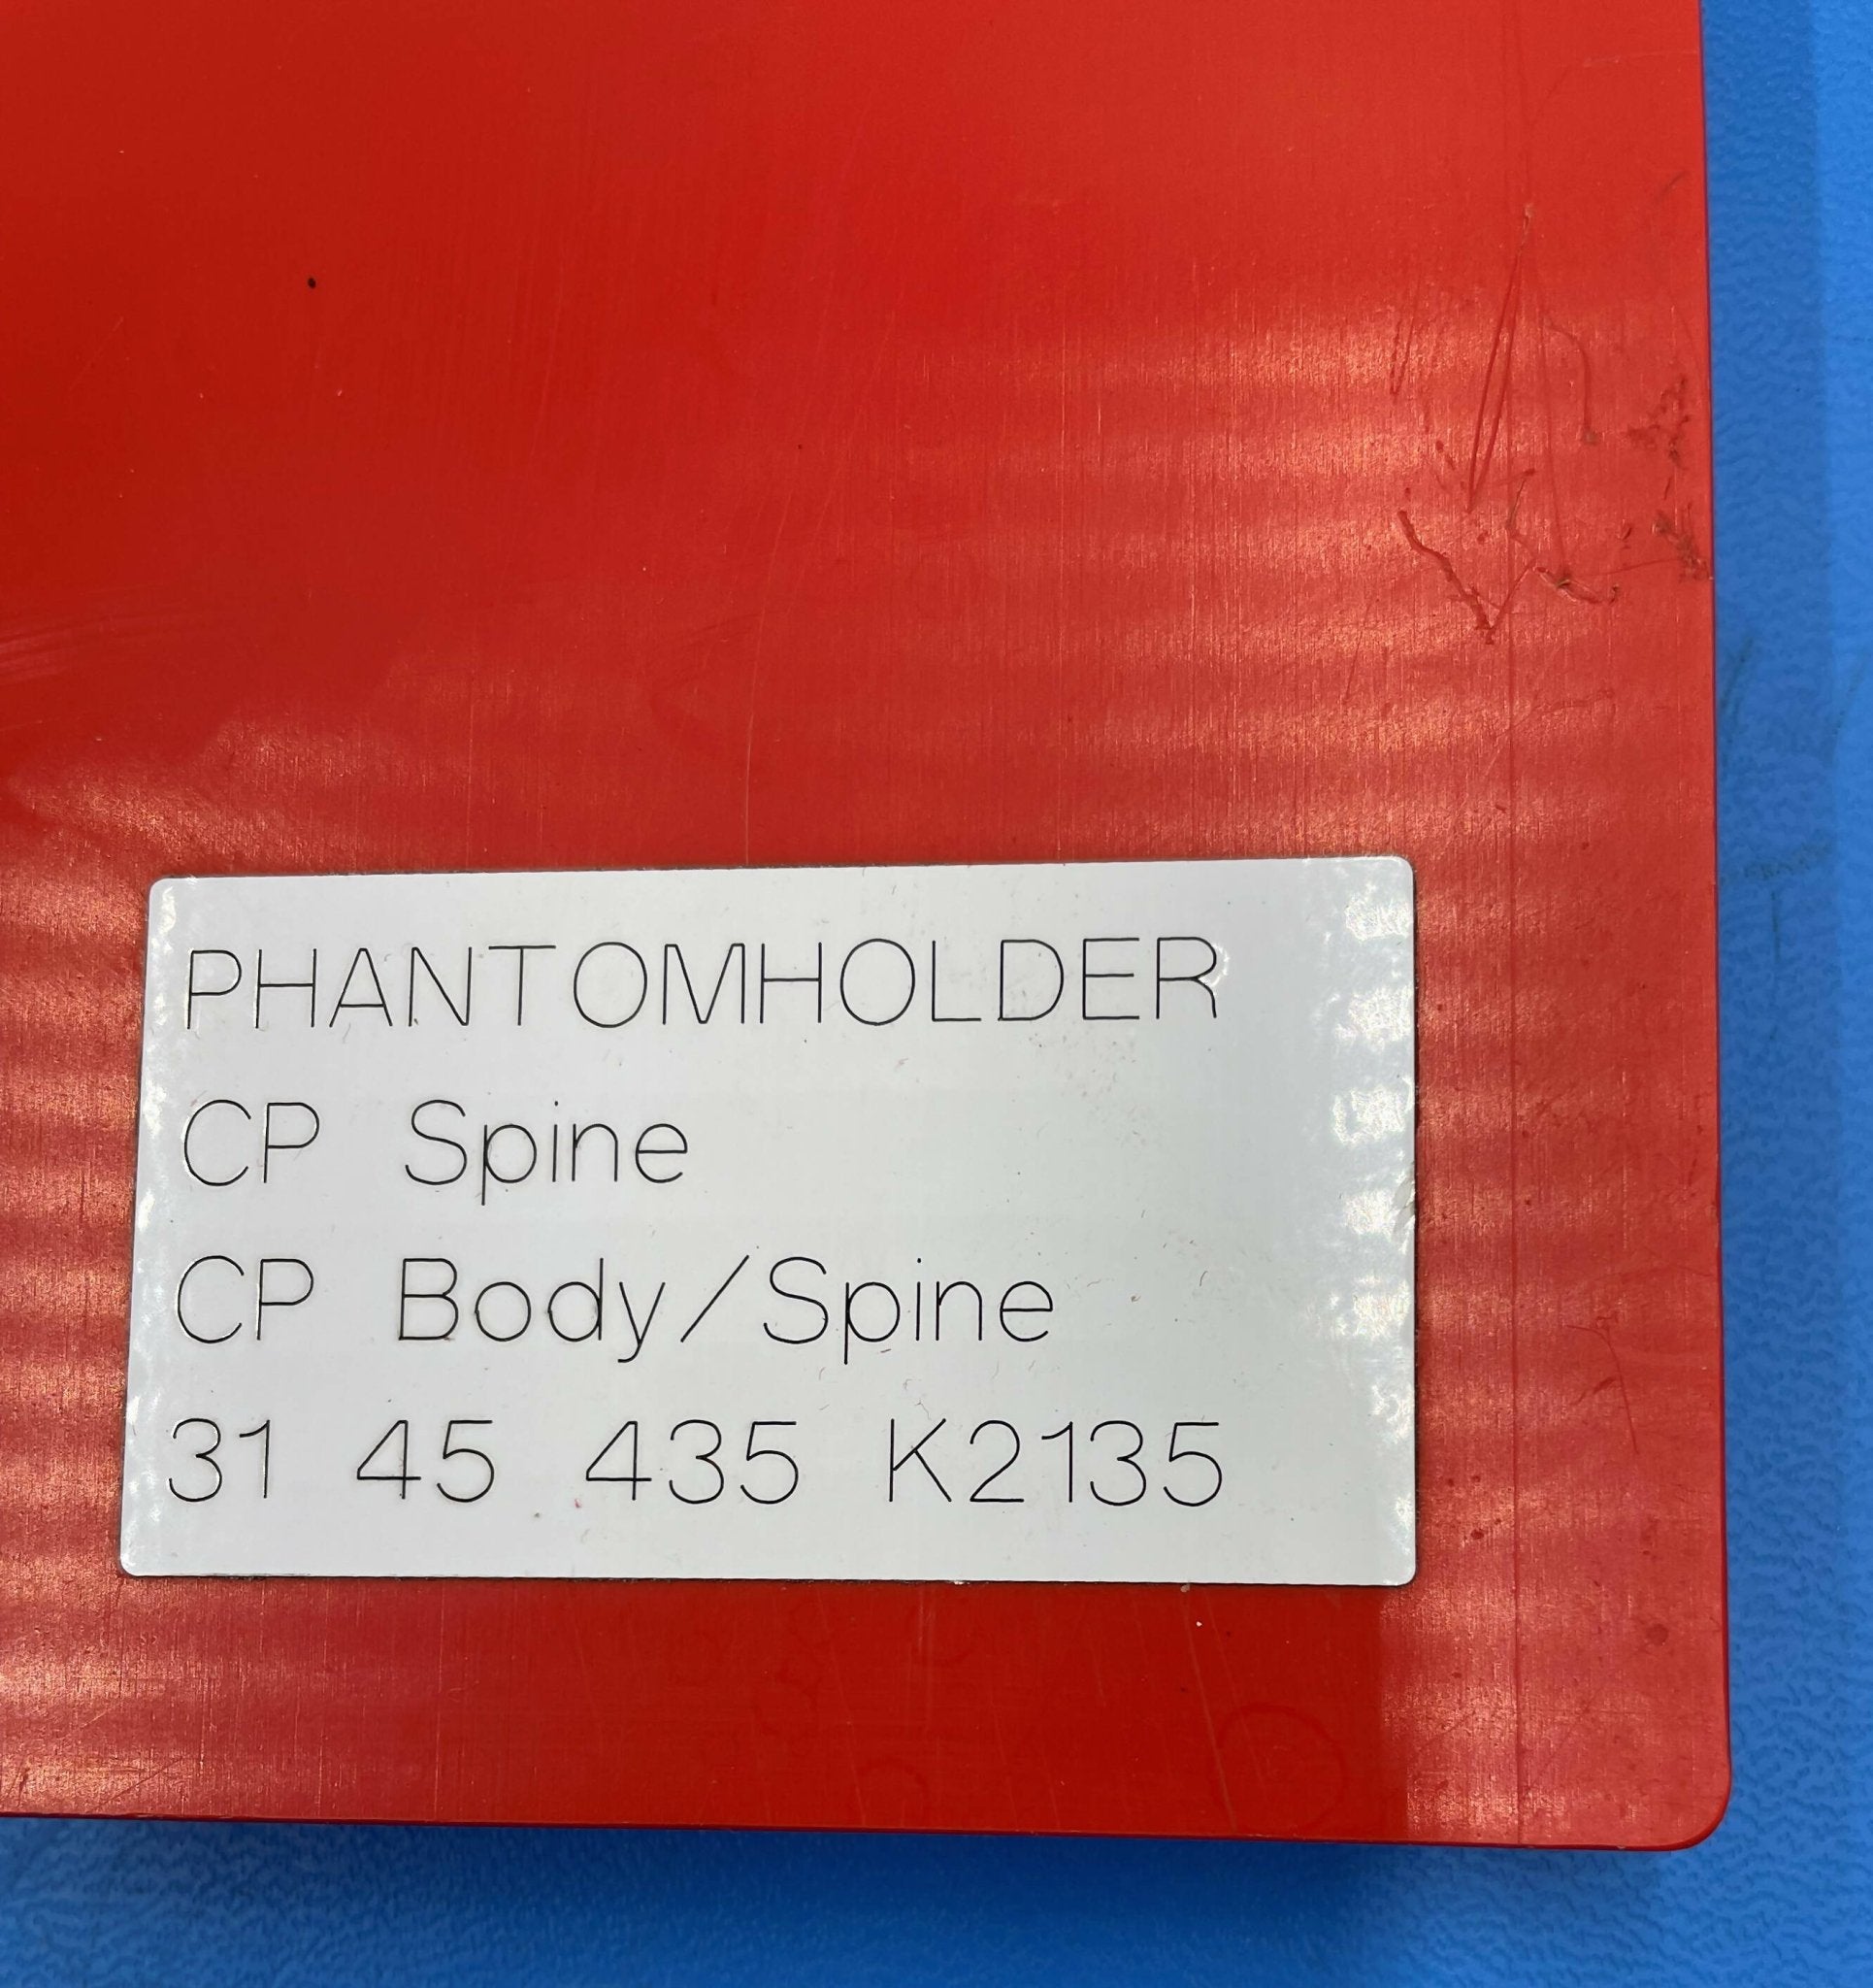 PHANTOMHOLDER
CP Spine
CP Body/Spine
31 45 435 K2135